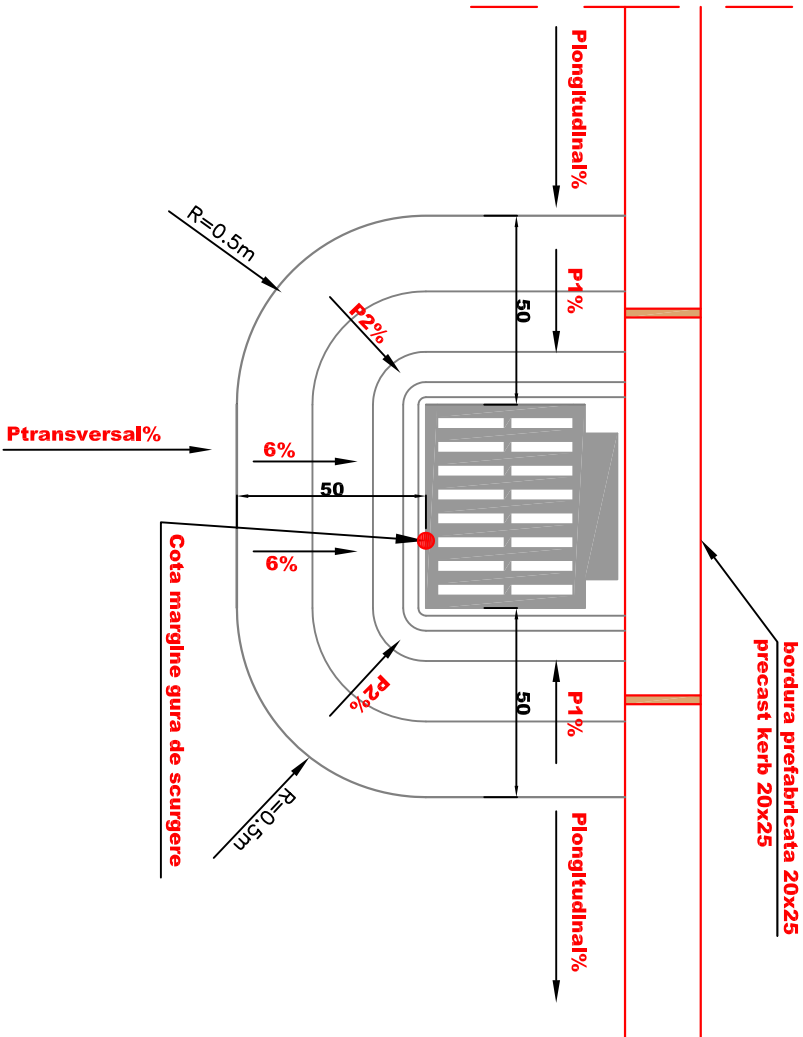 Plongitudinal%
P1%
50
R=0.5m
P2%
Ptransversal%
6%
50
6%
Cota margine gura de scurgere
bordura prefabricata 20x25
precast kerb 20x25
P2%
50
P1%
R=0.5m
Plongitudinal%